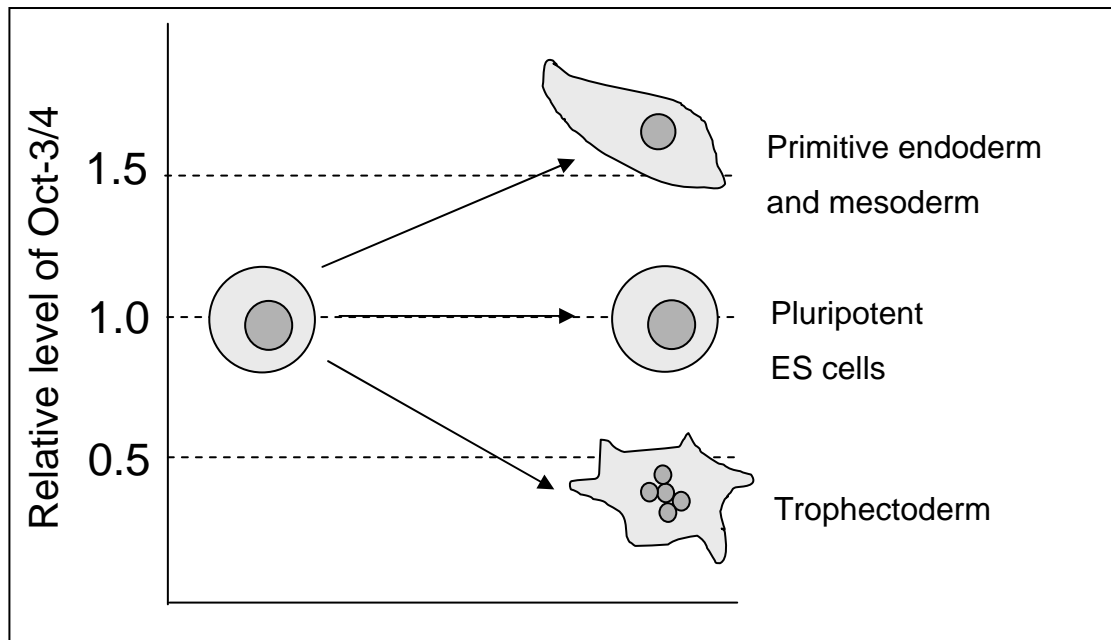 Relative level of Oct-3/4
1.5
1.0
0.5
Primitive endoderm
and mesoderm
Pluripotent
ES cells
Trophectoderm